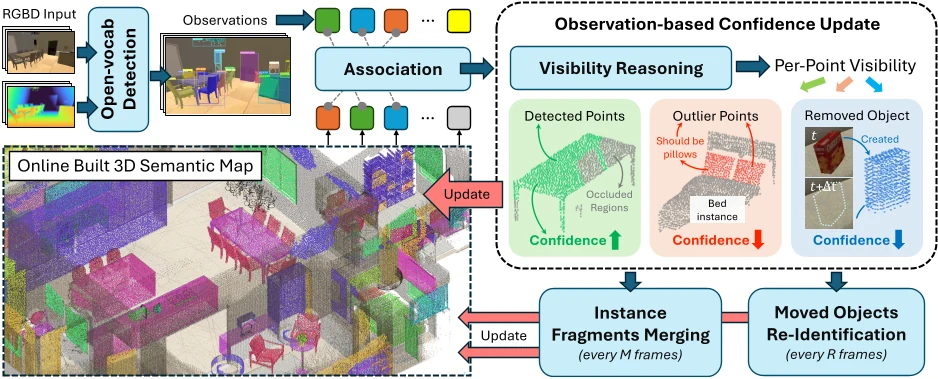 RGBD Input
Open-vocab
Detection
Observations
...
Association
...
Online Built 3D Semantic Map
Update
Observation-based Confidence Update
Visibility Reasoning
Per-Point Visibility
Detected Points
Occluded
Regions
Confidence
Outlier Points
Should be
pillows
Bed
instance
Confidence
Removed Object
t
Created
t+Δt
Confidence
Instance
Fragments Merging
(every M frames)
Moved Objects
Re-Identification
(every R frames)
Update